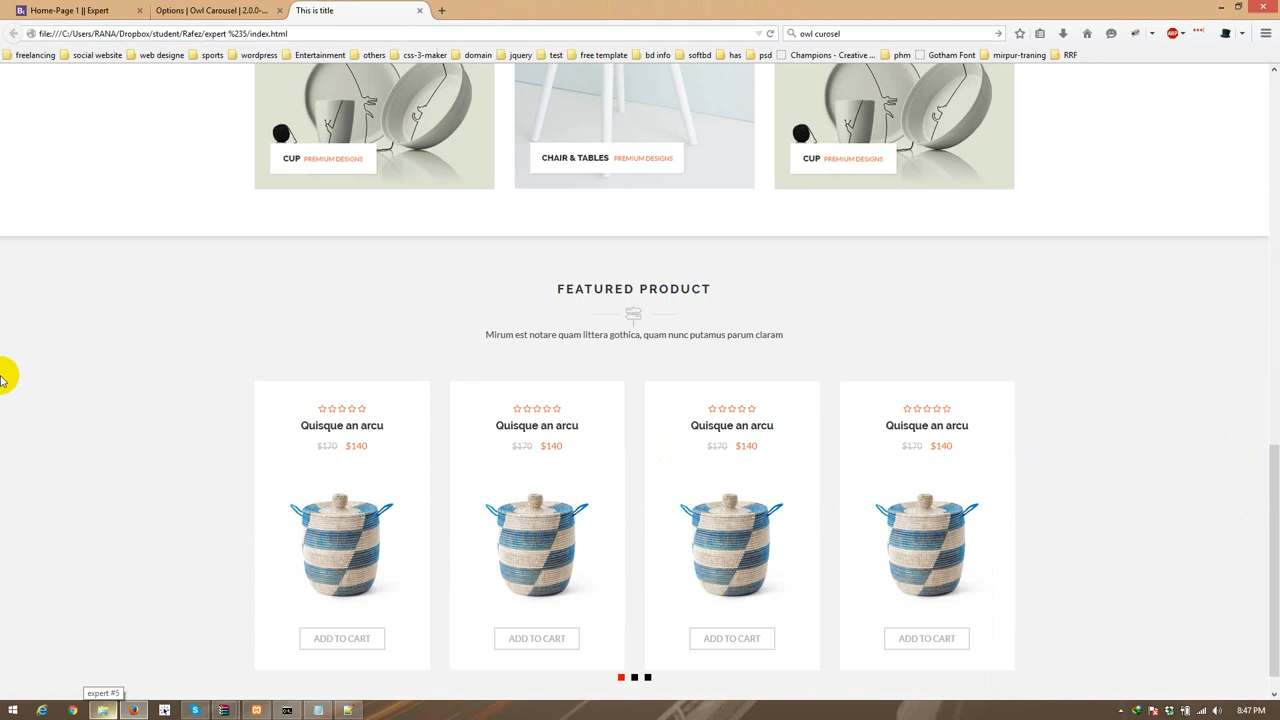 Home-Page 1 || Expert
Options | Owl Carousel | 2.0.0-
This is title
file:///C:/Users/RANA/Dropbox/student/Rafez/expert %235/index.html
owl curosel
freelancing
social website
web designe
sports
wordpress
Entertainment
others
css-3-maker
domain
jquery
test
free template
bd info
softbd
has
psd
Champions - Creative ...
phm
Gotham Font
mirpur-traning
RRF
CUP PREMIUM DESIGNS
CHAIR & TABLES PREMIUM DESIGNS
CUP PREMIUM DESIGNS
FEATURED PRODUCT
Mirum est notare quam littera gothica, quam nunc putamus parum claram
Quisque an arcu
$170 $140
ADD TO CART
Quisque an arcu
$170 $140
ADD TO CART
Quisque an arcu
$170 $140
ADD TO CART
Quisque an arcu
$170 $140
ADD TO CART
expert #5
8:47 PM